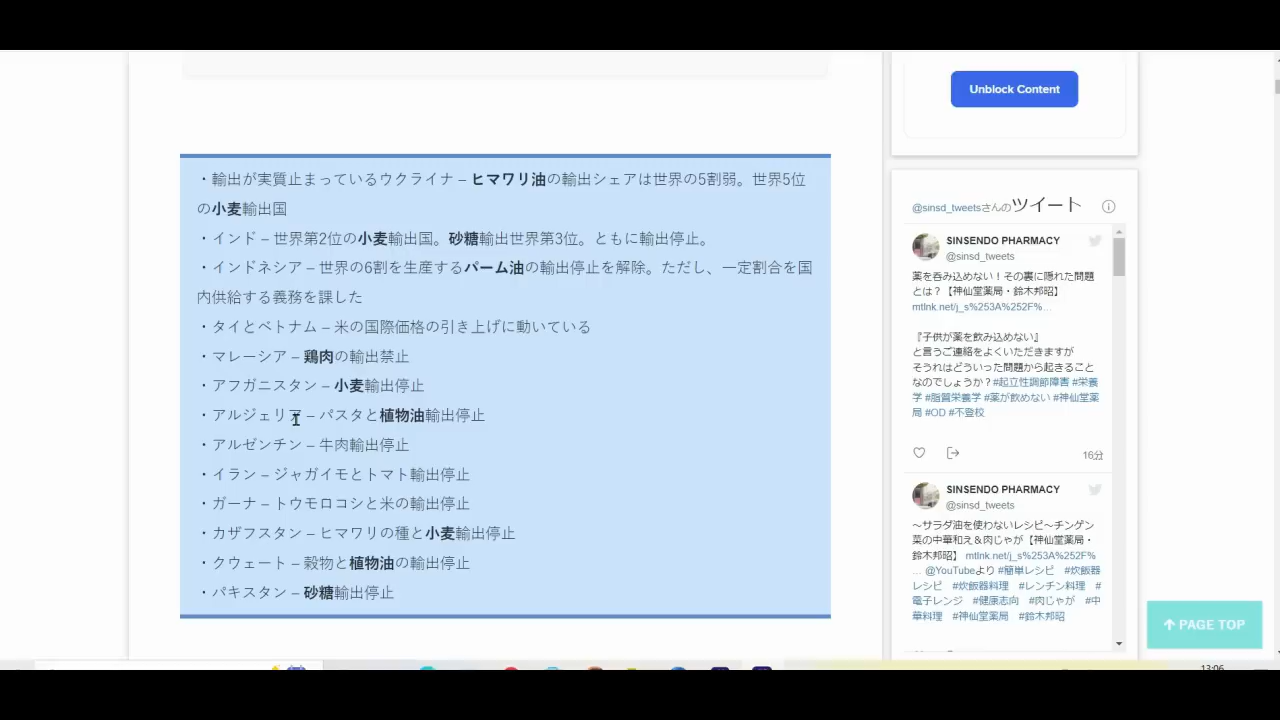 Unblock Content
・輸出が実質止まっているウクライナ – ヒマワリ油の輸出シェアは世界の5割弱。世界5位
の小麦輸出国
・インド – 世界第2位の小麦輸出国。砂糖輸出世界第3位。ともに輸出停止。
・インドネシア – 世界の6割を生産するパーム油の輸出停止を解除。ただし、一定割合を国
内供給する義務を課した
・タイとベトナム – 米の国際価格の引き上げに動いている
・マレーシア – 鶏肉の輸出禁止
・アフガニスタン – 小麦輸出停止
・アルジェリア – パスタと植物油輸出停止
・アルゼンチン – 牛肉輸出停止
・イラン – ジャガイモとトマト輸出停止
・ガーナ – トウモロコシと米の輸出停止
・カザフスタン – ヒマワリの種と小麦輸出停止
・クウェート – 穀物と植物油の輸出停止
・パキスタン – 砂糖輸出停止
@sinsd_tweetsさんのツイート
SINSENDO PHARMACY
@sinsd_tweets
薬を呑み込めない！その裏に隠れた問題
とは？【神仙堂薬局・鈴木邦昭】
mtlnk.net/j_s%253A%252F%…
『子供が薬を飲み込めない』
と言うご連絡をよくいただきますが
そうれはどういった問題から起きること
なのでしょうか？#起立性調節障害 #栄養
学 #脂質栄養学 #薬が飲めない #神仙堂薬
局 #OD #不登校
16分
SINSENDO PHARMACY
@sinsd_tweets
～サラダ油を使わないレシピ～チンゲン
菜の中華和え＆肉じゃが【神仙堂薬局・
鈴木邦昭】 mtlnk.net/j_s%253A%252F%
… @YouTubeより #簡単レシピ #炊飯器
レシピ #炊飯器料理 #レンチン料理 #
電子レンジ #健康志向 #肉じゃが #中
華料理 #神仙堂薬局 #鈴木邦昭
PAGE TOP
13:06